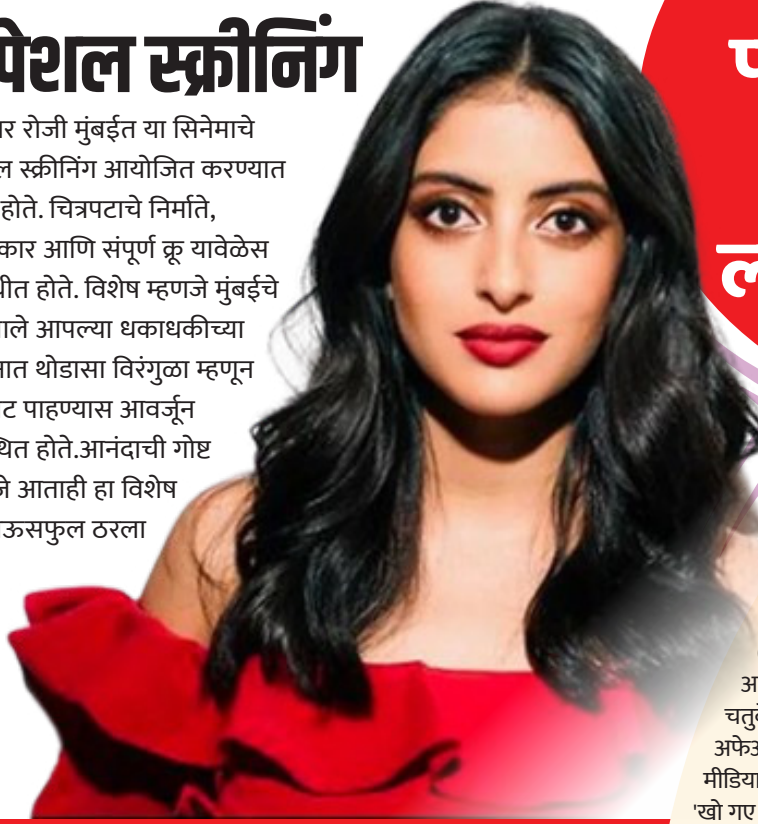 पेशल स्क्रीनिंग
र रोजी मुंबईत या सिनेमाचे
ल स्क्रीनिंग आयोजित करण्यात
होते. चित्रपटाचे निर्माते,
कार आणि संपूर्ण क्रू यावेळेस
थीत होते. विशेष म्हणजे मुंबईचे
ाले आपल्या धकाधकीच्या
ात थोडासा विरंगुळा म्हणून
ट पाहण्यास आवर्जून
थित होते.आनंदाची गोष्ट
जे आताही हा विशेष
ऊसफुल ठरला
प
ल
अ
चतु
अफेअ
मीडिया
'खो गए